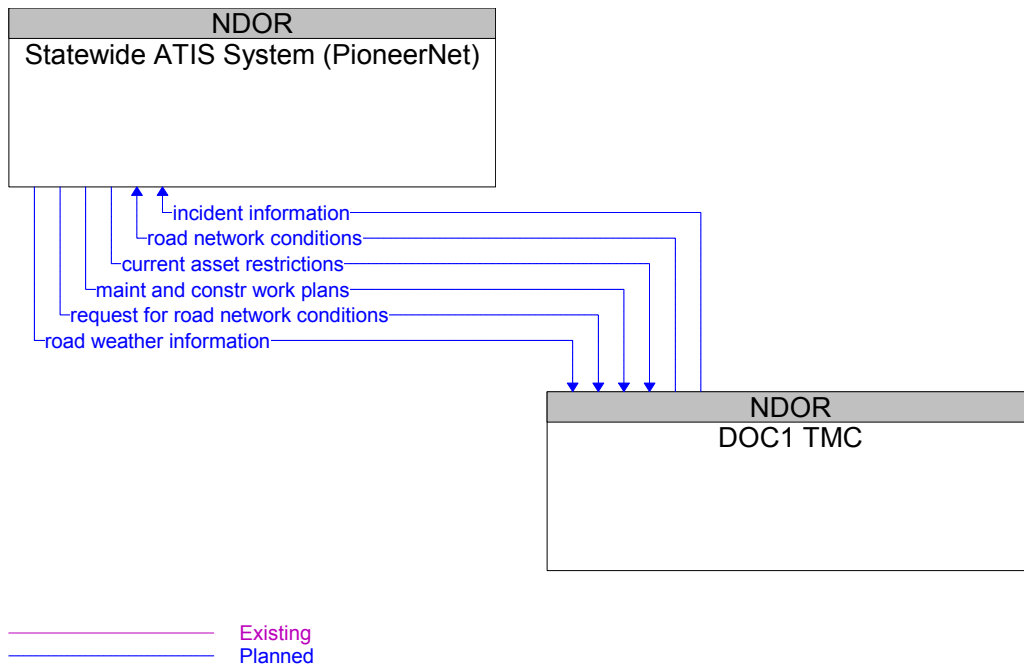 NDOR
Statewide ATIS System (PioneerNet)
incident information
road network conditions
current asset restrictions
maint and constr work plans
request for road network conditions
road weather information
NDOR
DOC1 TMC
Existing
Planned